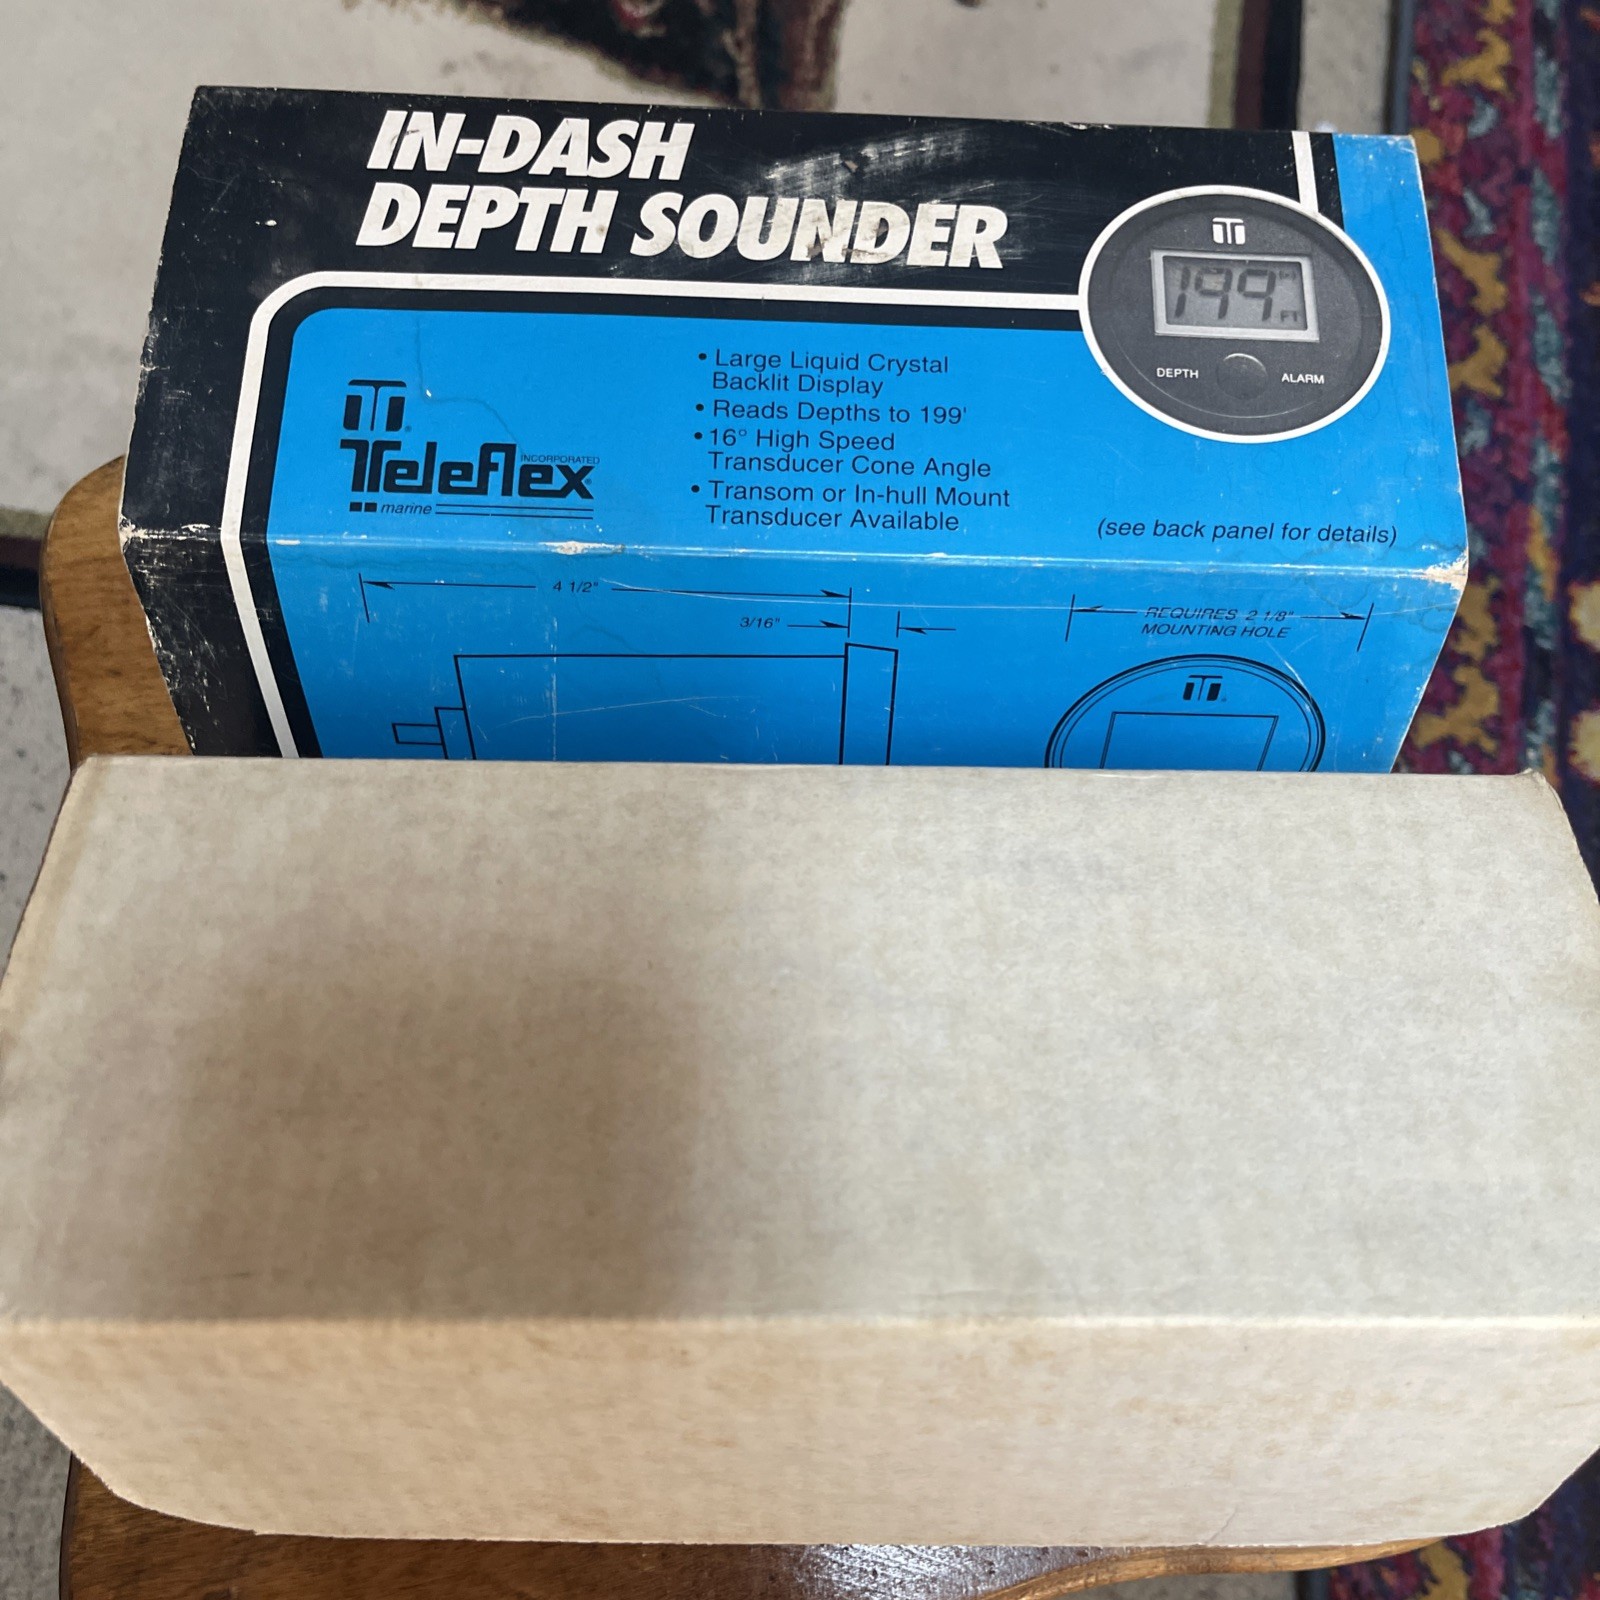 IN-DASH
DEPTH SOUNDER
199
FT
DEPTH
ALARM
• Large Liquid Crystal
Backlit Display
• Reads Depths to 199'
• 16° High Speed
Transducer Cone Angle
• Transom or In-hull Mount
Transducer Available
(see back panel for details)
INCORPORATED
Teleflex®
marine
4 1/2"
3/16"
REQUIRES 2 1/8"
MOUNTING HOLE